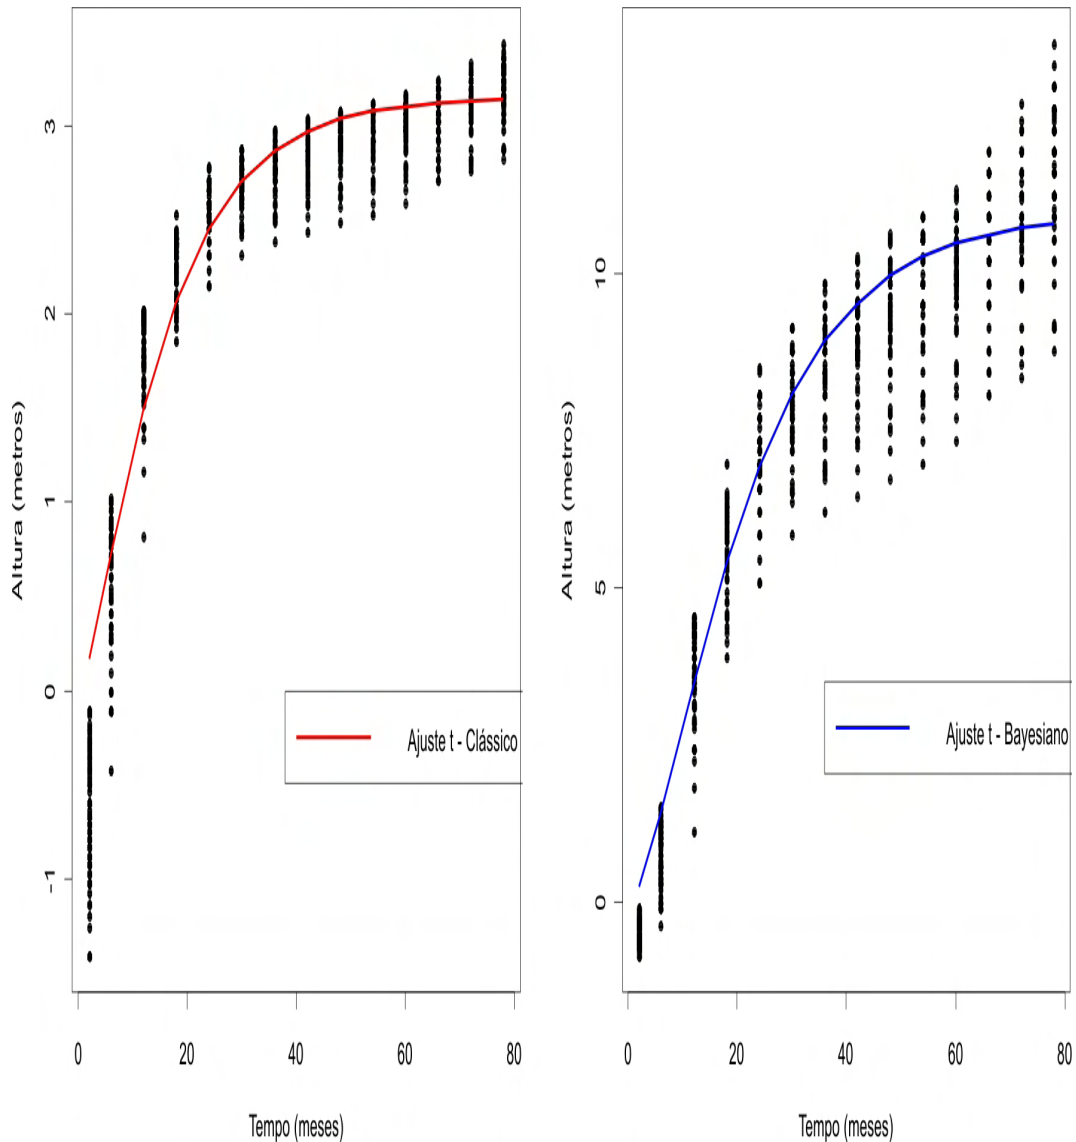 Altura (metros)
3
2
1
0
-1
Ajuste t - Clássico
0 20 40 60 80
Tempo (meses)
Altura (metros)
10
5
0
Ajuste t - Bayesiano
0 20 40 60 80
Tempo (meses)